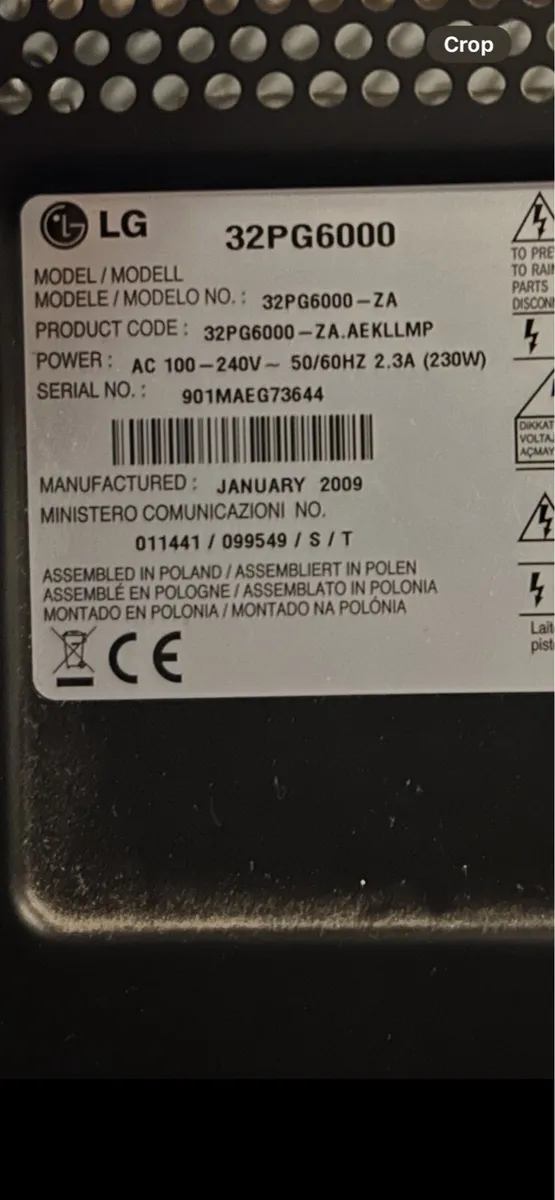 Crop
LG 32PG6000
MODEL / MODELL
MODELE / MODELO NO. : 32PG6000-ZA
PRODUCT CODE : 32PG6000-ZA.AEKLLMP
POWER : AC 100-240V~ 50/60HZ 2.3A (230W)
SERIAL NO. : 901MAEG73644
MANUFACTURED : JANUARY 2009
MINISTERO COMUNICAZIONI NO.
011441 / 099549 / S / T
ASSEMBLED IN POLAND / ASSEMBLIERT IN POLEN
ASSEMBLÉ EN POLOGNE / ASSEMBLATO IN POLONIA
MONTADO EN POLONIA / MONTADO NA POLÓNIA
CE
TO PRE
TO RAI
PARTS
DISCON
DİKKAT
VOLTA
AÇMAY
Lait
pist